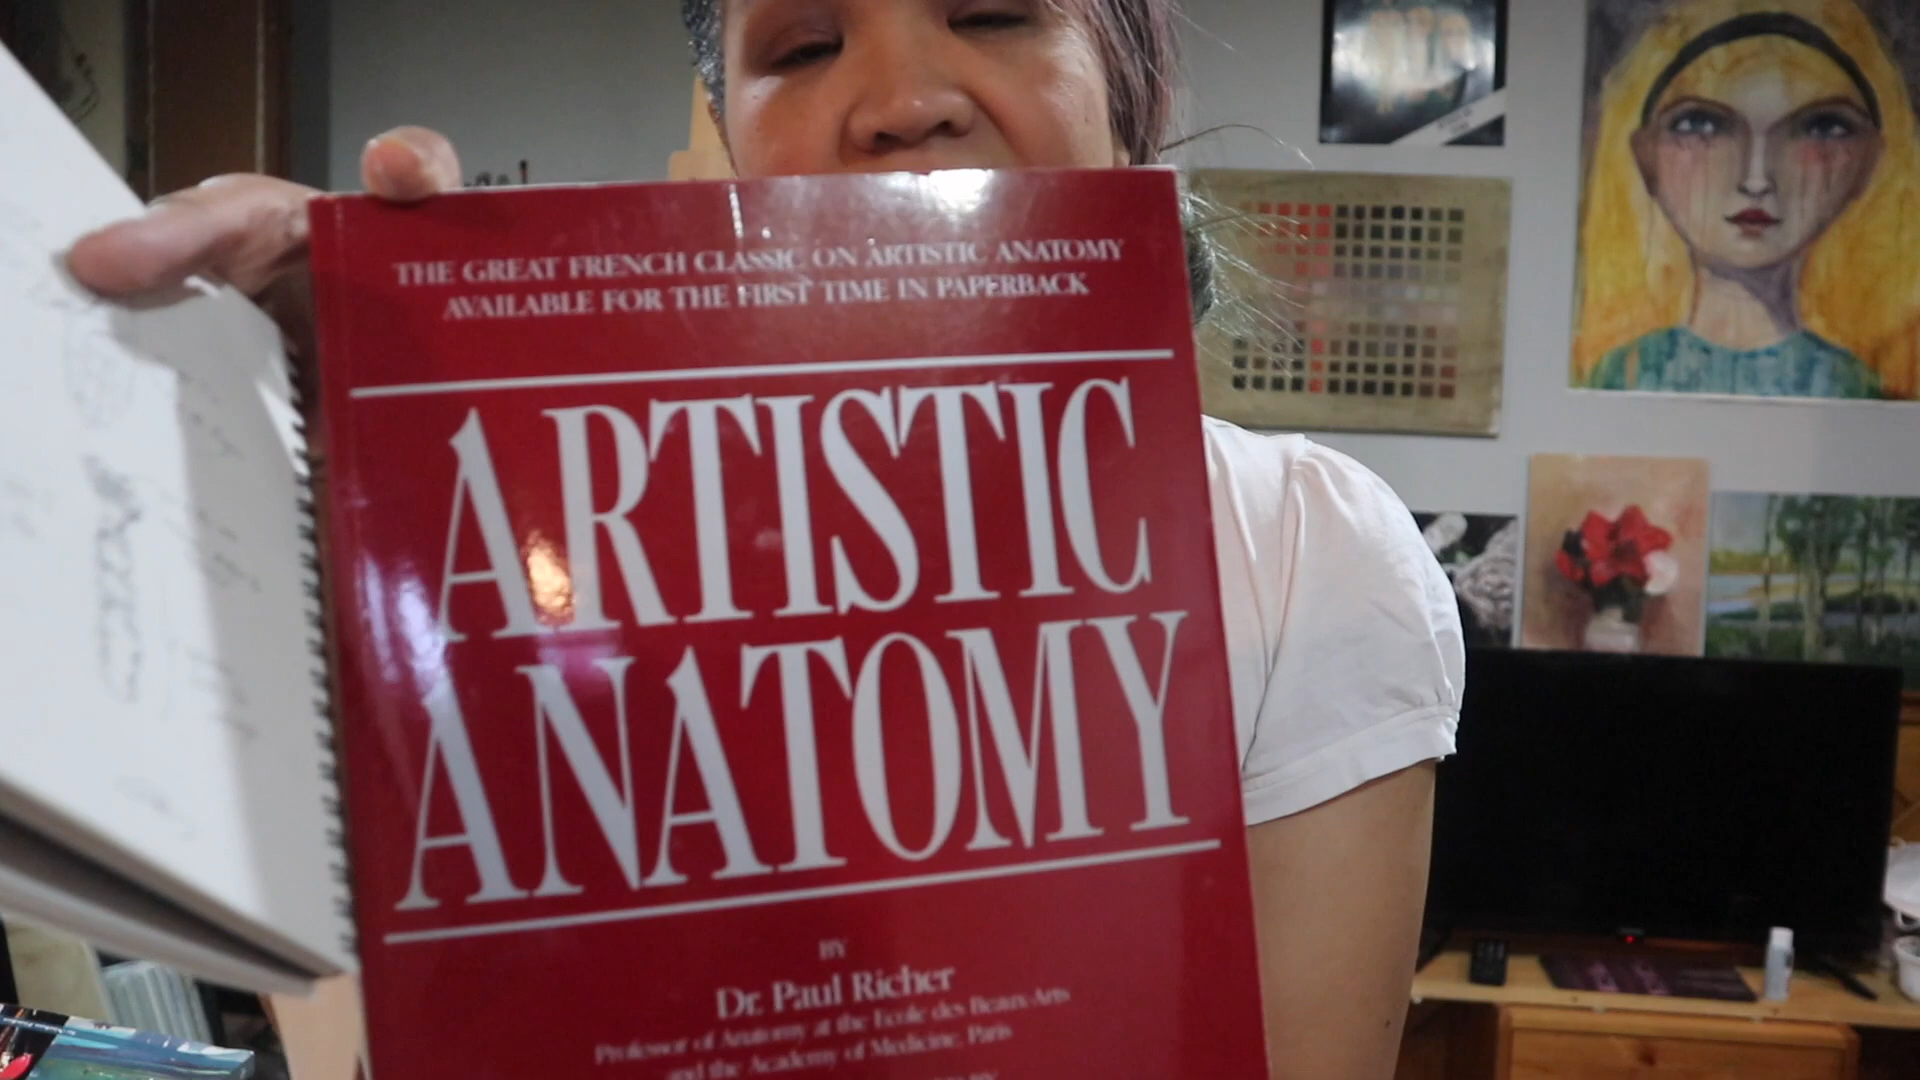 THE GREAT FRENCH CLASSIC ON ARTISTIC ANATOMY
AVAILABLE FOR THE FIRST TIME IN PAPERBACK
ARTISTIC
ANATOMY
BY
Dr. Paul Richer
Professor of Anatomy at the Ecole des Beaux-Arts
and the Academy of Medicine, Paris